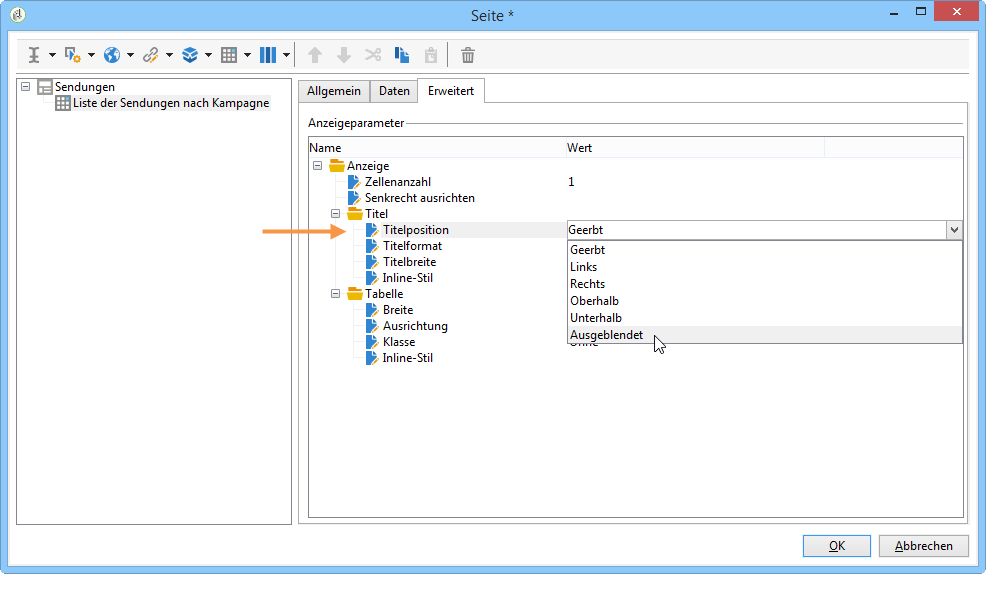 Seite *
Sendungen
Liste der Sendungen nach Kampagne
Allgemein Daten Erweitert
Anzeigeparameter
Name Wert
Anzeige
Zellenanzahl 1
Senkrecht ausrichten
Titel
Titelposition Geerbt
Titelformat Geerbt
Titelbreite Links
Inline-Stil Rechts
Tabelle Oberhalb
Breite Unterhalb
Ausrichtung Ausgeblendet
Klasse
Inline-Stil
OK Abbrechen